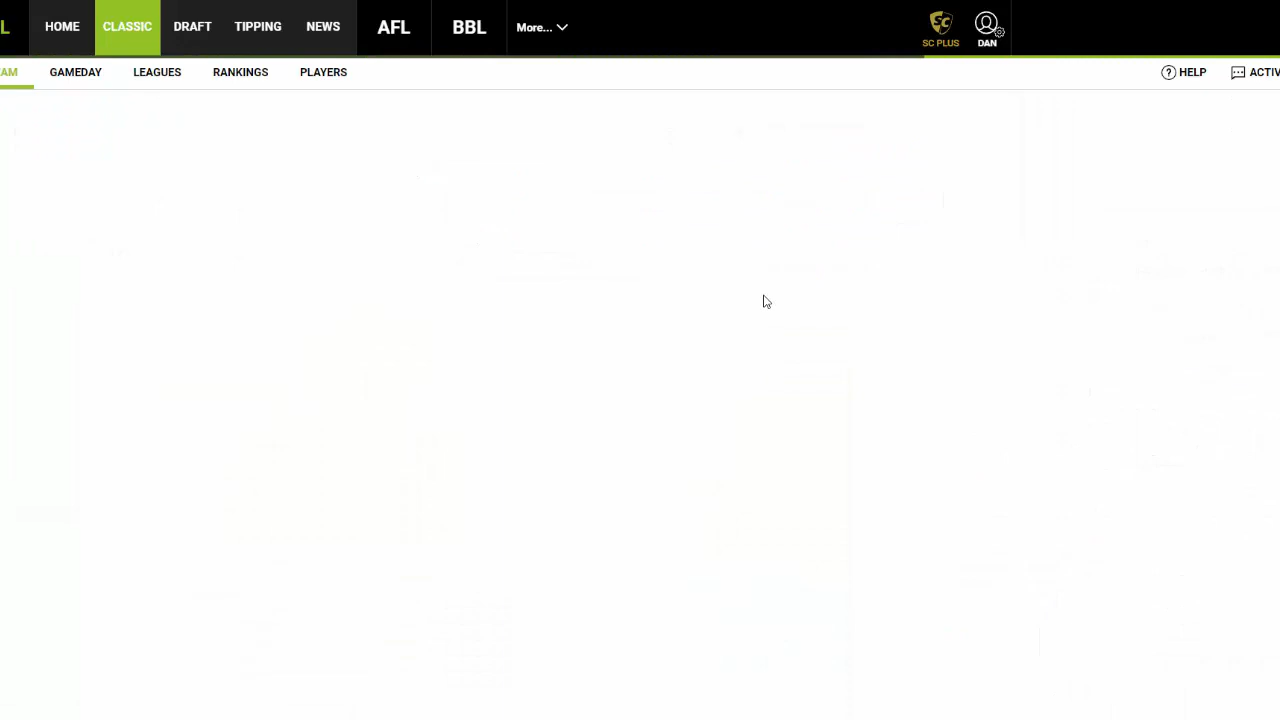 L HOME CLASSIC DRAFT TIPPING NEWS AFL BBL More... SC PLUS DAN
AM GAMEDAY LEAGUES RANKINGS PLAYERS ? HELP ACTIV